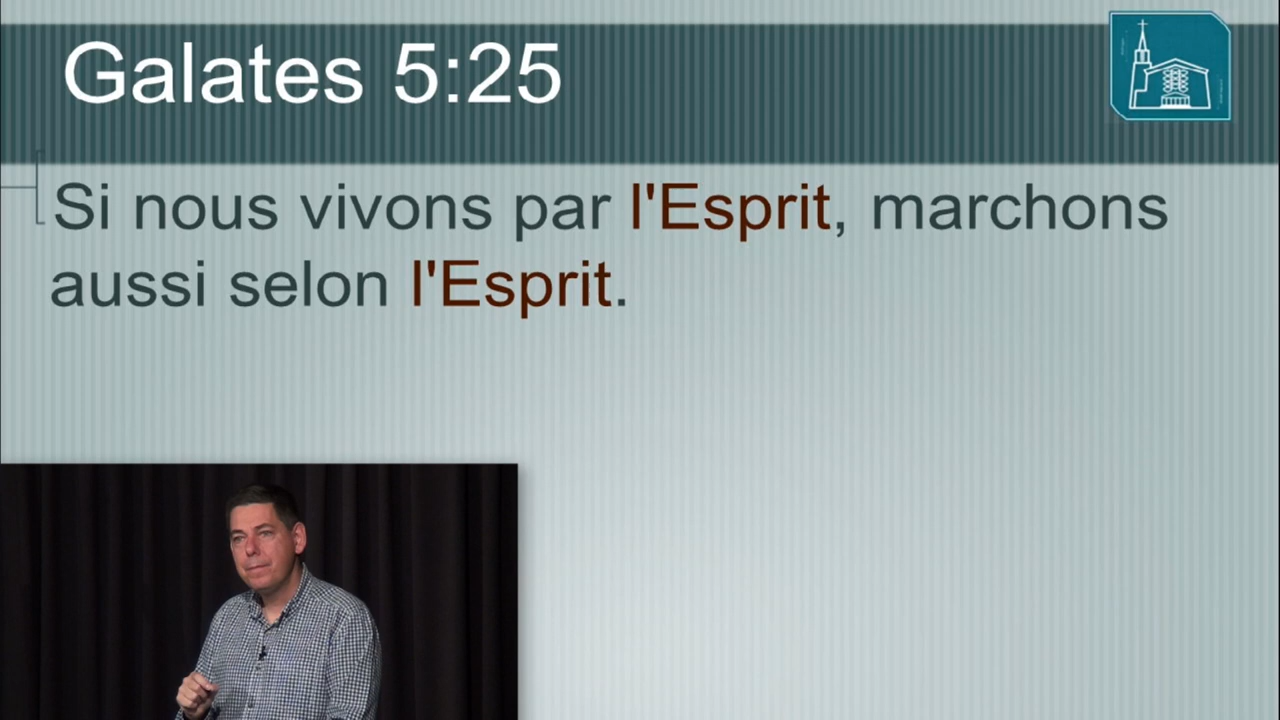 Galates 5:25
Si nous vivons par l'Esprit, marchons
aussi selon l'Esprit.